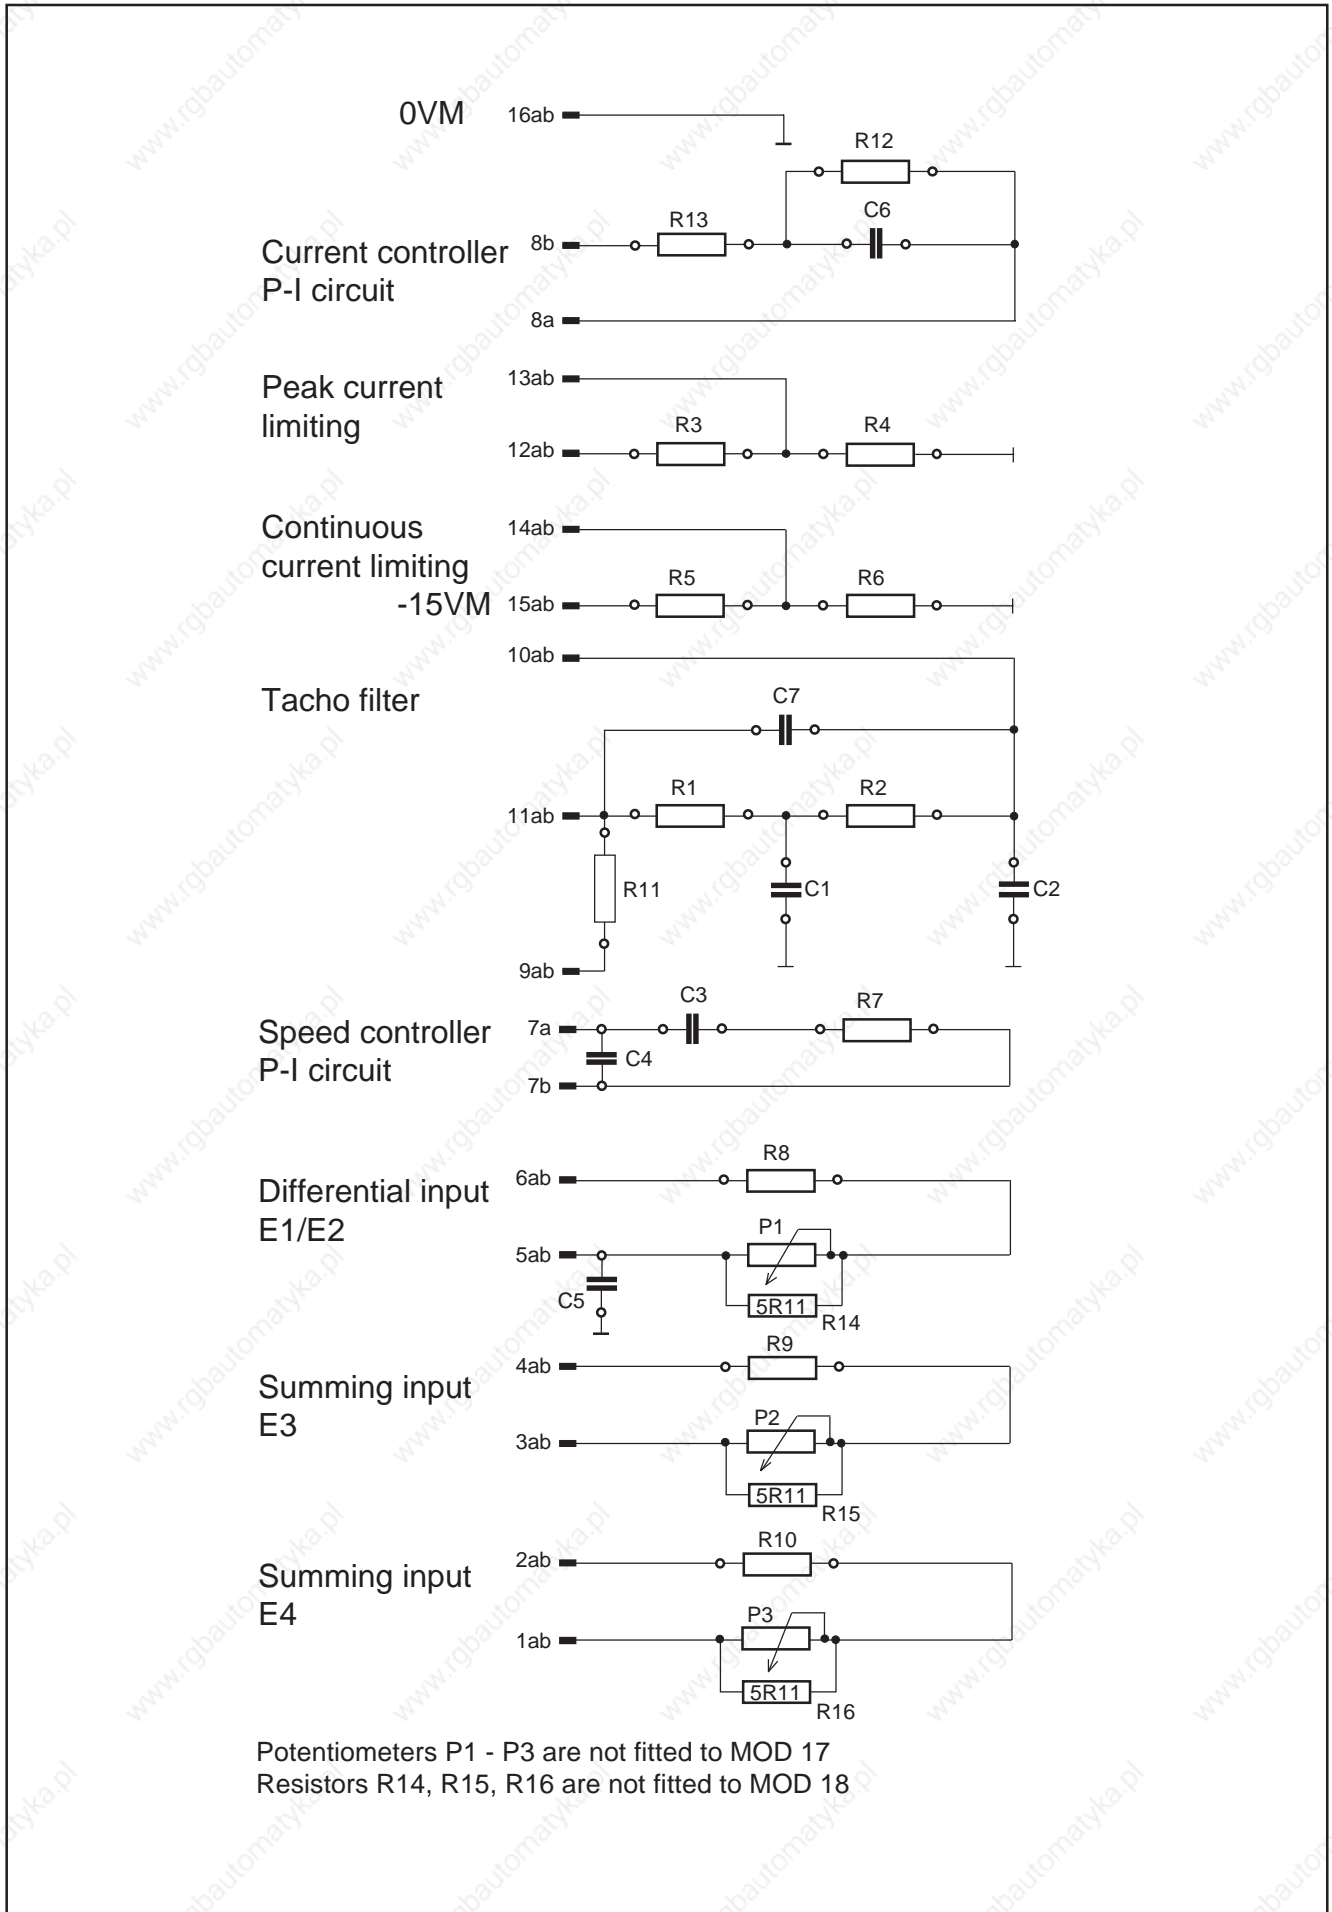 0VM 16ab
R12
C6
R13
Current controller 8b
P-I circuit
8a
Peak current 13ab
limiting
R3 R4
12ab
Continuous 14ab
current limiting
R5 R6
-15VM 15ab
10ab
Tacho filter
C7
R1 R2
11ab
R11 C1 C2
9ab
C3 R7
Speed controller 7a
P-I circuit
C4
7b
R8
Differential input 6ab
E1/E2
P1
5ab
C5
5R11
R14
R9
4ab
Summing input
E3
P2
3ab
5R11
R15
R10
2ab
Summing input
E4
P3
1ab
5R11
R16
Potentiometers P1 - P3 are not fitted to MOD 17
Resistors R14, R15, R16 are not fitted to MOD 18
www.rgbautomatyka.pl